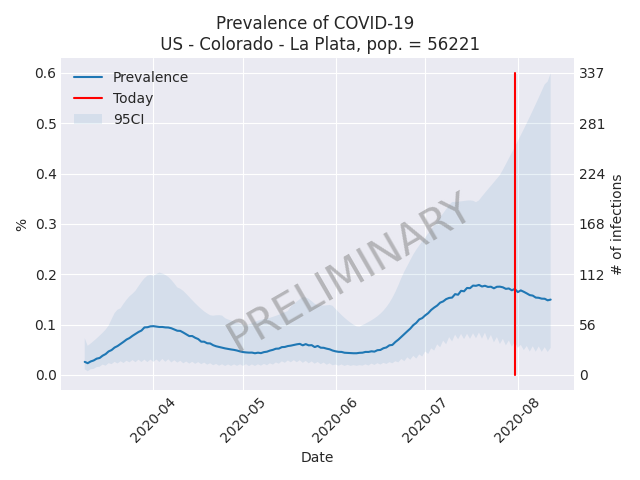 Prevalence of COVID-19
US - Colorado - La Plata, pop. = 56221
Prevalence
Today
95CI
0.6
0.5
0.4
0.3
0.2
0.1
0.0
%
337
281
224
168
112
56
0
# of infections
PRELIMINARY
2020-04
2020-05
2020-06
2020-07
2020-08
Date